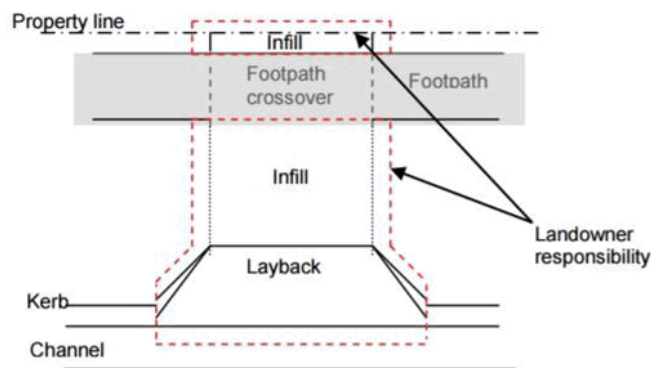 Property line
Infill
Footpath
crossover
Footpath
Infill
Landowner
responsibility
Layback
Kerb
Channel